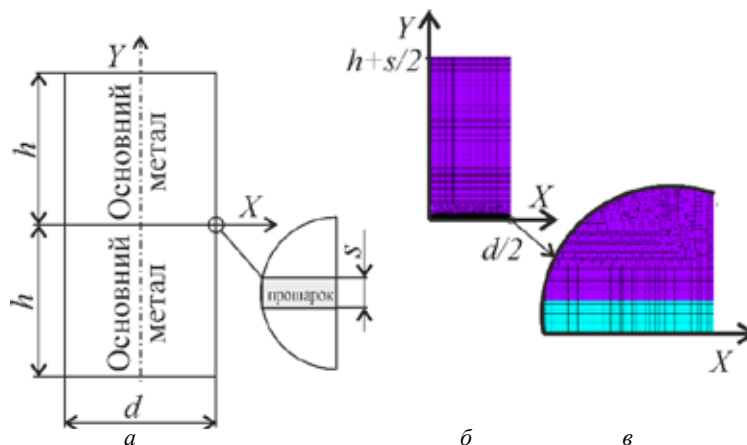 Y
h
Основний
метал
X
h
Основний
метал
s
прошарок
d
а
Y
h+s/2
X
d/2
б
X
в